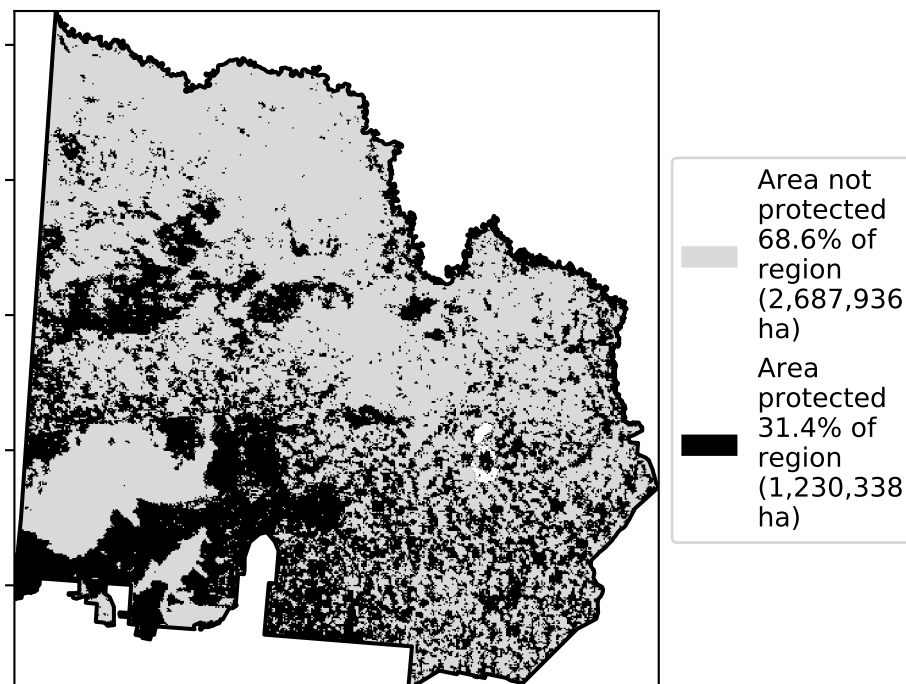 Area not
protected
68.6% of
region
(2,687,936
ha)
Area
protected
31.4% of
region
(1,230,338
ha)